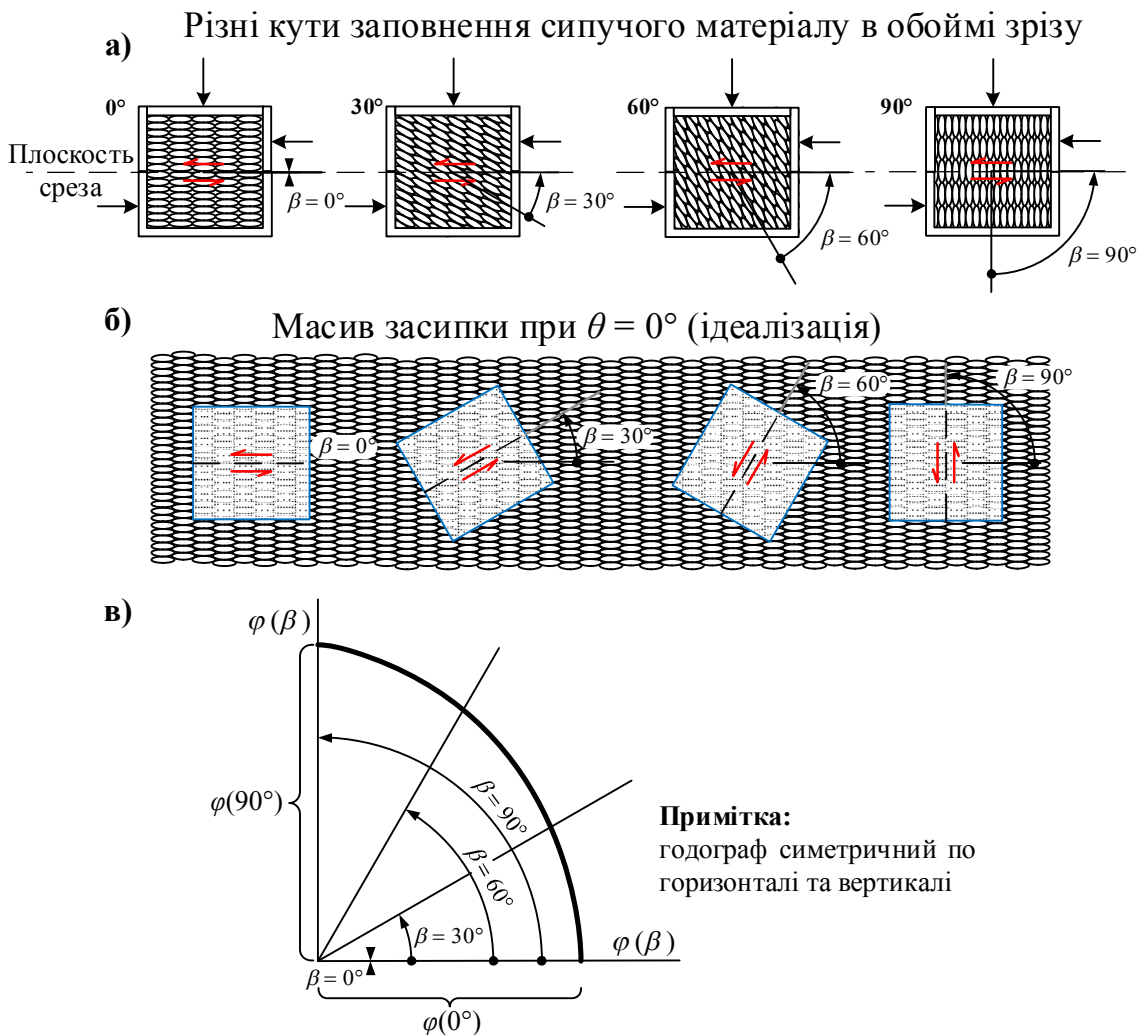 а)
Різні кути заповнення сипучого матеріалу в обоймі зрізу
0°
30°
60°
90°
Плоскость
среза
β = 0°
β = 30°
β = 60°
β = 90°
б)
Масив засипки при θ = 0° (ідеалізація)
β = 0°
β = 30°
β = 60°
β = 90°
в)
φ (β)
φ(90°)
β = 90°
β = 60°
β = 30°
β = 0°
φ (β)
φ(0°)
Примітка:
годограф симетричний по
горизонталі та вертикалі